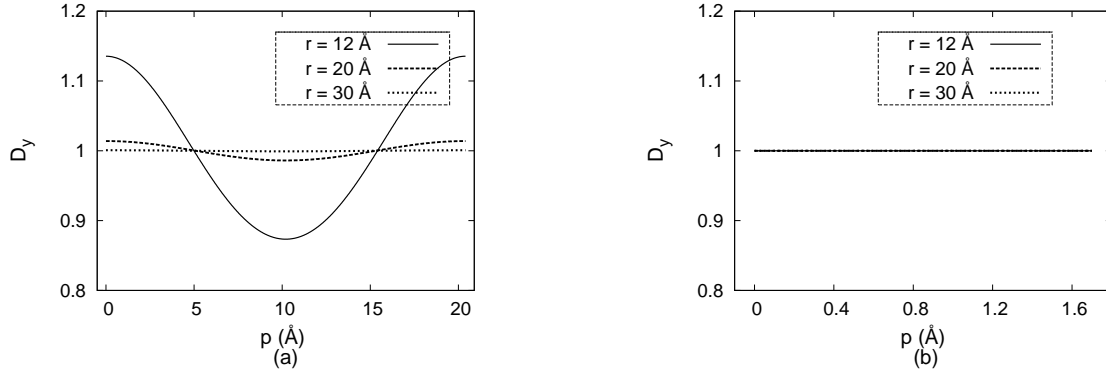 1.2
1.1
1
0.9
0.8
D_y
r = 12 Å
r = 20 Å
r = 30 Å
0 5 10 15 20
p (Å)
(a)
1.2
1.1
1
0.9
0.8
D_y
r = 12 Å
r = 20 Å
r = 30 Å
0 0.4 0.8 1.2 1.6
p (Å)
(b)